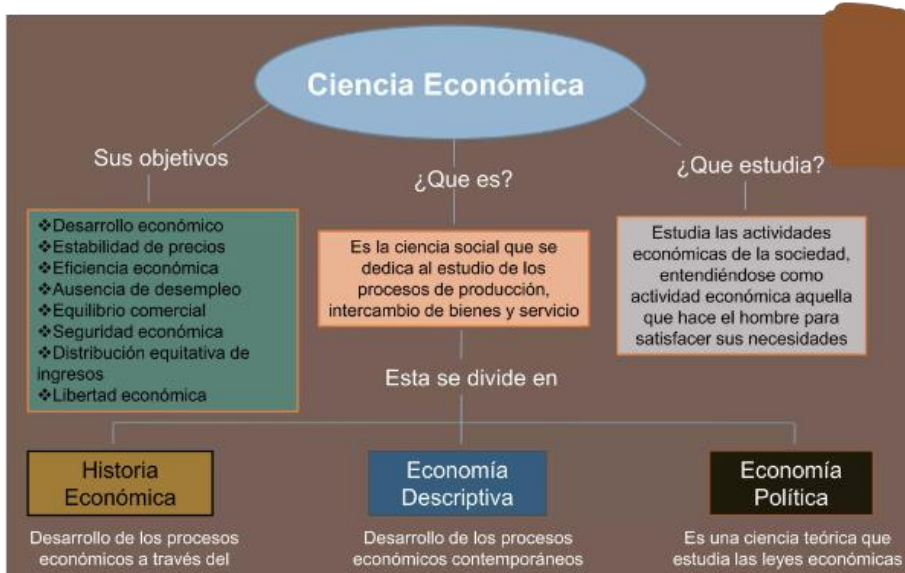 Ciencia Económica
Sus objetivos
❖Desarrollo económico
❖Estabilidad de precios
❖Eficiencia económica
❖Ausencia de desempleo
❖Equilibrio comercial
❖Seguridad económica
❖Distribución equitativa de
ingresos
❖Libertad económica
¿Que es?
Es la ciencia social que se
dedica al estudio de los
procesos de producción,
intercambio de bienes y servicio
¿Que estudia?
Estudia las actividades
económicas de la sociedad,
entendiéndose como
actividad económica aquella
que hace el hombre para
satisfacer sus necesidades
Esta se divide en
Historia
Económica
Desarrollo de los procesos
económicos a través del
Economía
Descriptiva
Desarrollo de los procesos
económicos contemporáneos
Economía
Política
Es una ciencia teórica que
estudia las leyes económicas